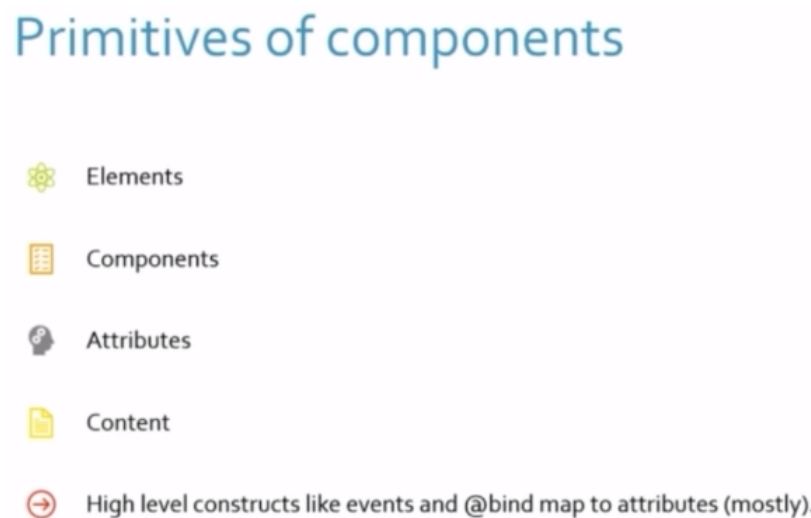 Primitives of components
Elements
Components
Attributes
Content
High level constructs like events and @bind map to attributes (mostly)